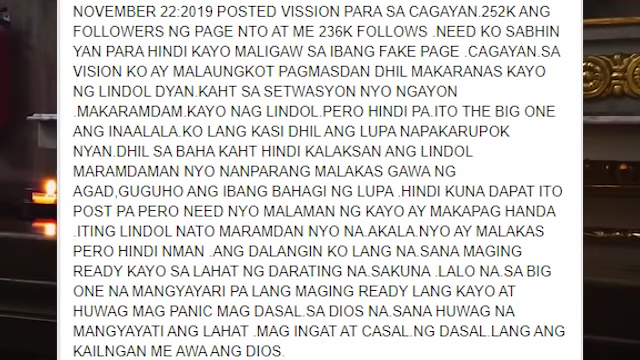 NOVEMBER 22:2019 POSTED VISSION PARA SA CAGAYAN.252K ANG
FOLLOWERS NG PAGE NTO AT ME 236K FOLLOWS .NEED KO SABHIN
YAN PARA HINDI KAYO MALIGAW SA IBANG FAKE PAGE .CAGAYAN.SA
VISION KO AY MALAUNGKOT PAGMASDAN DHIL MAKARANAS KAYO
NG LINDOL DYAN.KAHT SA SETWASYON NYO NGAYON
.MAKARAMDAM.KAYO NAG LINDOL.PERO HINDI PA.ITO THE BIG ONE
ANG INAALALA.KO LANG KASI DHIL ANG LUPA NAPAKARUPOK
NYAN.DHIL SA BAHA KAHT HINDI KALAKSAN ANG LINDOL
MARAMDAMAN NYO NANPARANG MALAKAS GAWA NG
AGAD,GUGUHO ANG IBANG BAHAGI NG LUPA .HINDI KUNA DAPAT ITO
POST PA PERO NEED NYO MALAMAN NG KAYO AY MAKAPAG HANDA
.ITING LINDOL NATO MARAMDAN NYO NA.AKALA.NYO AY MALAKAS
PERO HINDI NMAN .ANG DALANGIN KO LANG NA.SANA MAGING
READY KAYO SA LAHAT NG DARATING NA.SAKUNA .LALO NA.SA BIG
ONE NA MANGYAYARI PA LANG MAGING READY LANG KAYO AT
HUWAG MAG PANIC MAG DASAL.SA DIOS NA.SANA HUWAG NA
MANGYAYATI ANG LAHAT .MAG INGAT AT CASAL.NG DASAL.LANG ANG
KAILNGAN ME AWA ANG DIOS.